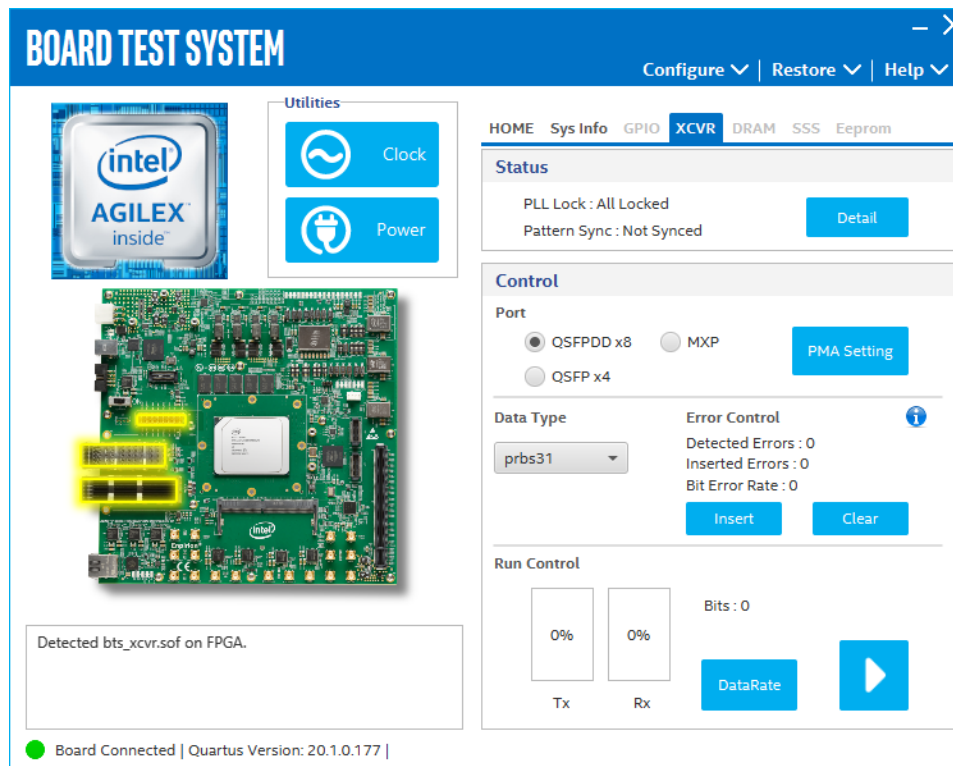 BOARD TEST SYSTEM
Configure | Restore | Help
intel
AGILEX
inside™
Utilities
Clock
Power
HOME Sys Info GPIO XCVR DRAM SSS Eeprom
Status
PLL Lock : All Locked
Pattern Sync : Not Synced
Detail
Control
Port
QSFPDD x8
MXP
QSFP x4
PMA Setting
Data Type
prbs31
Error Control
Detected Errors : 0
Inserted Errors : 0
Bit Error Rate : 0
Insert
Clear
Run Control
0%
0%
Tx
Rx
Bits : 0
DataRate
intel
Enpirion
CE
Detected bts_xcvr.sof on FPGA.
Board Connected | Quartus Version: 20.1.0.177 |